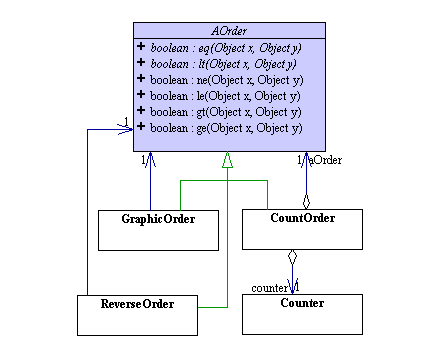 AOrder
+ boolean : eq(Object x, Object y)
+ boolean : lt(Object x, Object y)
+ boolean : ne(Object x, Object y)
+ boolean : le(Object x, Object y)
+ boolean : gt(Object x, Object y)
+ boolean : ge(Object x, Object y)
1
1
1 aOrder
GraphicOrder
CountOrder
counter 1
ReverseOrder
Counter